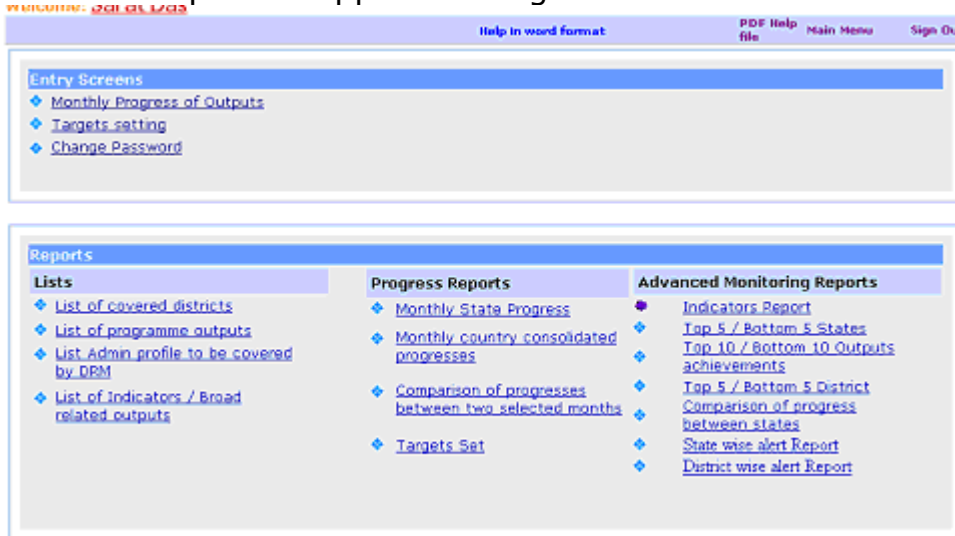 Welcome: Sarat Das
Help in word format
PDF Help
file
Main Menu
Sign Ou
Entry Screens
Monthly Progress of Outputs
Targets setting
Change Password
Reports
Lists
List of covered districts
List of programme outputs
List Admin profile to be covered
by DRM
List of Indicators / Broad
related outputs
Progress Reports
Monthly State Progress
Monthly country consolidated
progresses
Comparison of progresses
between two selected months
Targets Set
Advanced Monitoring Reports
Indicators Report
Top 5 / Bottom 5 States
Top 10 / Bottom 10 Outputs
achievements
Top 5 / Bottom 5 District
Comparison of progress
between states
State wise alert Report
District wise alert Report